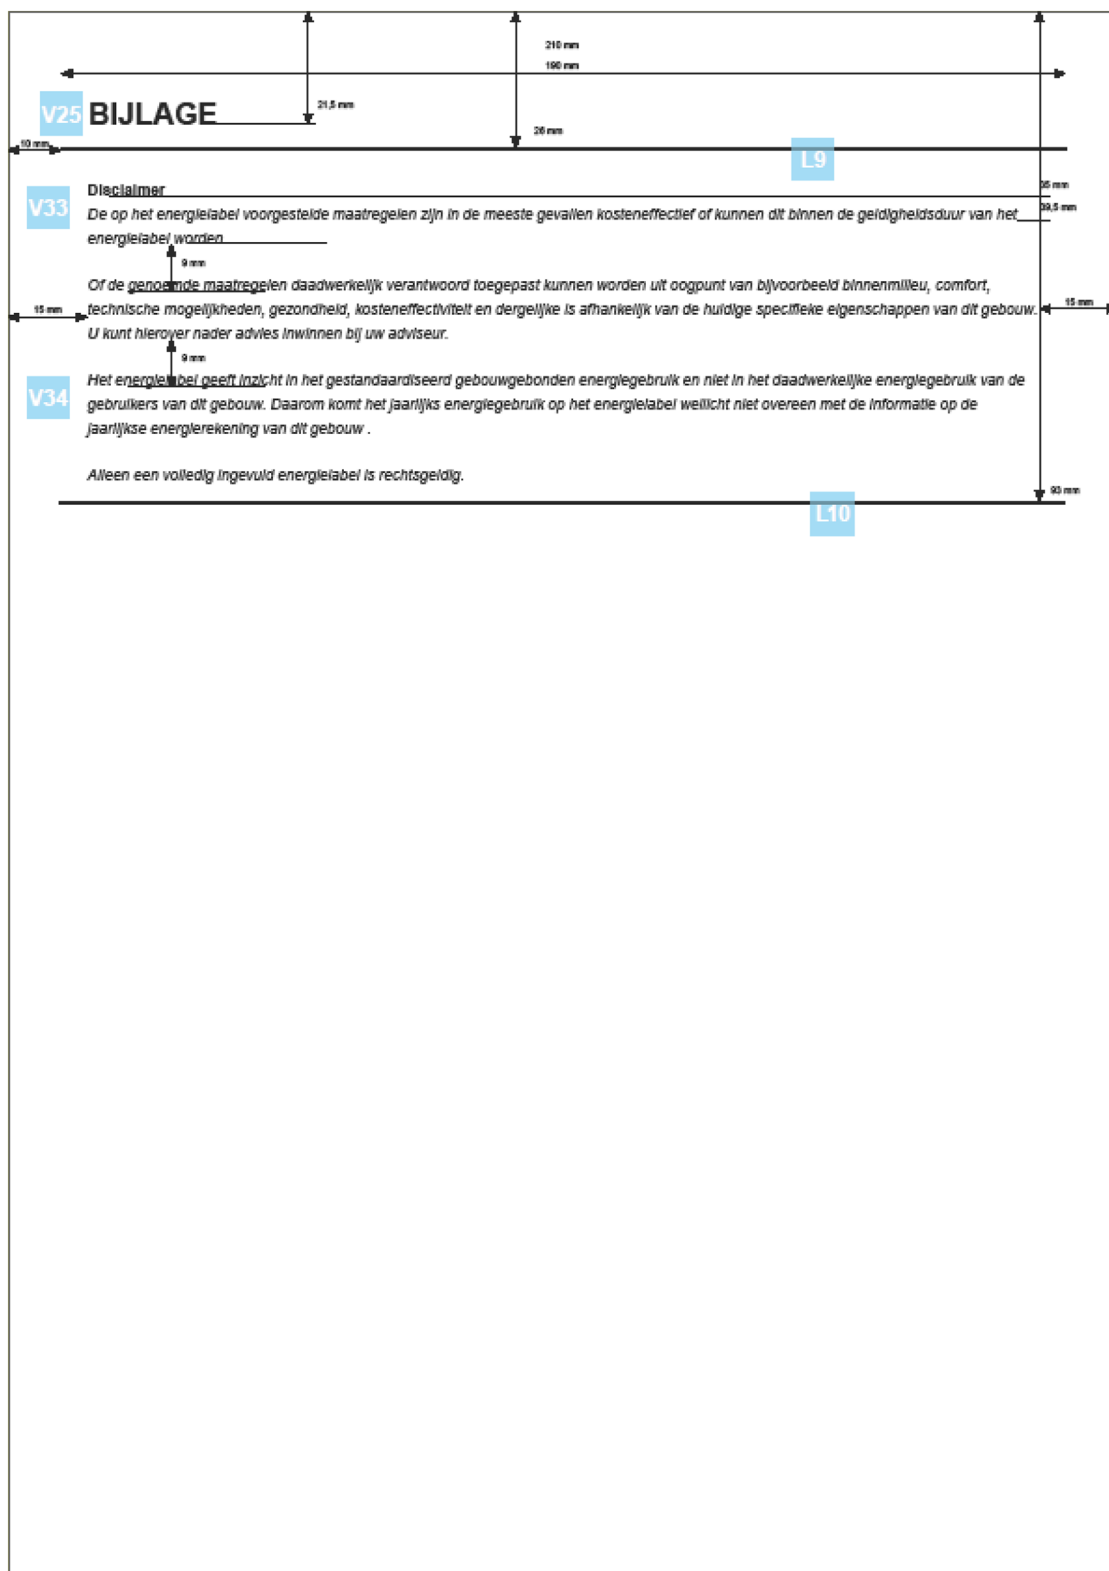 210 mm
190 mm
V25 BIJLAGE
21,5 mm
26 mm
10 mm
L9
Disclaimer
35 mm
V33
De op het energielabel voorgestelde maatregelen zijn in de meeste gevallen kosteneffectief of kunnen dit binnen de geldigheidsduur van het
39,5 mm
energielabel worden
9 mm
Of de genoemde maatregelen daadwerkelijk verantwoord toegepast kunnen worden uit oogpunt van bijvoorbeeld binnenmilieu, comfort,
15 mm
technische mogelijkheden, gezondheid, kosteneffectiviteit en dergelijke is afhankelijk van de huidige specifieke eigenschappen van dit gebouw.
15 mm
U kunt hierover nader advies inwinnen bij uw adviseur.
9 mm
V34
Het energielabel geeft inzicht in het gestandaardiseerd gebouwgebonden energiegebruik en niet in het daadwerkelijke energiegebruik van de
gebruikers van dit gebouw. Daarom komt het jaarlijks energiegebruik op het energielabel wellicht niet overeen met de informatie op de
jaarlijkse energierekening van dit gebouw .
Alleen een volledig ingevuld energielabel is rechtsgeldig.
93 mm
L10